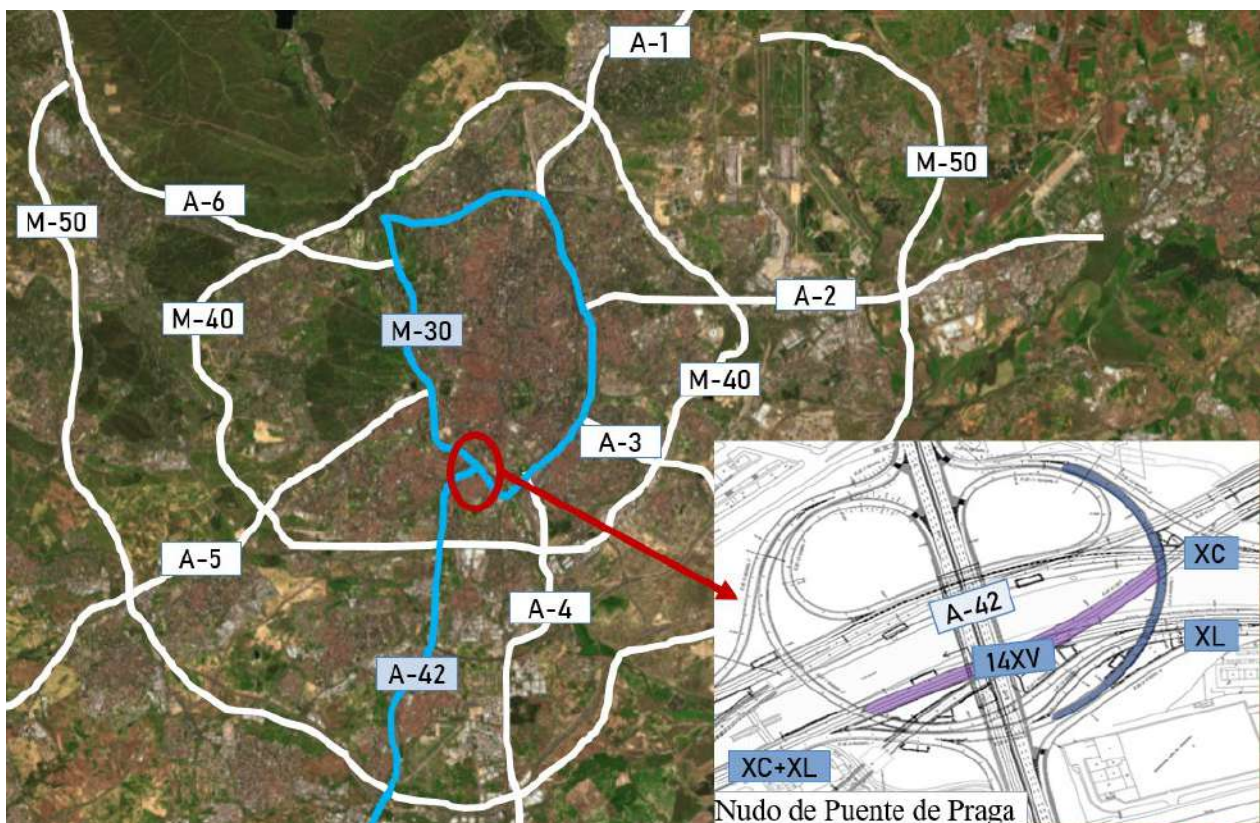 A-1
M-50
A-6
M-50
A-2
M-40
M-30
M-40
A-3
A-5
A-4
A-42
XC
A-42
XL
14XV
XC+XL
Nudo de Puente de Praga